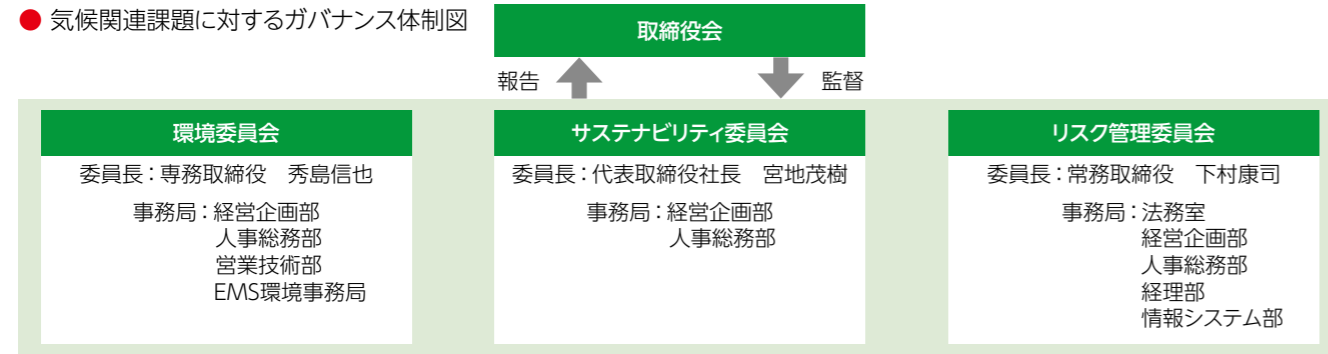 ● 気候関連課題に対するガバナンス体制図
取締役会
報告
監督
環境委員会
委員長：専務取締役　秀島信也
事務局：経営企画部
人事総務部
営業技術部
EMS環境事務局
サステナビリティ委員会
委員長：代表取締役社長　宮地茂樹
事務局：経営企画部
人事総務部
リスク管理委員会
委員長：常務取締役　下村康司
事務局：法務室
経営企画部
人事総務部
経理部
情報システム部